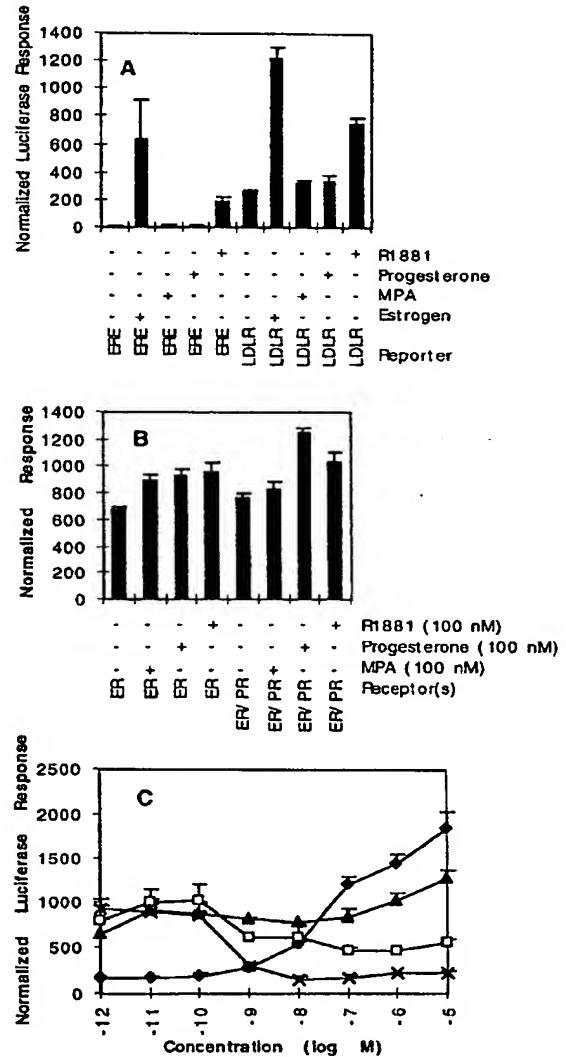 Normalized Luciferase Response
1400
1200
1000
800
600
400
200
0
A
- - - - + - - - - + R1881
- - - + - - - - + - Progesterone
- - + - - - - + - - MPA
- + - - - - + - - - Estrogen
ERE ERE ERE ERE ERE LDLR LDLR LDLR LDLR LDLR Reporter
Normalized Response
1400
1200
1000
800
600
400
200
0
B
- - - + - - - + R1881 (100 nM)
- - + - - - + - Progesterone (100 nM)
- + - - - + - - MPA (100 nM)
ER ER ER ER ER/PR ER/PR ER/PR ER/PR Receptor(s)
Normalized Luciferase Response
2500
2000
1500
1000
500
0
C
-12 -11 -10 -9 -8 -7 -6 -5
Concentration (log M)